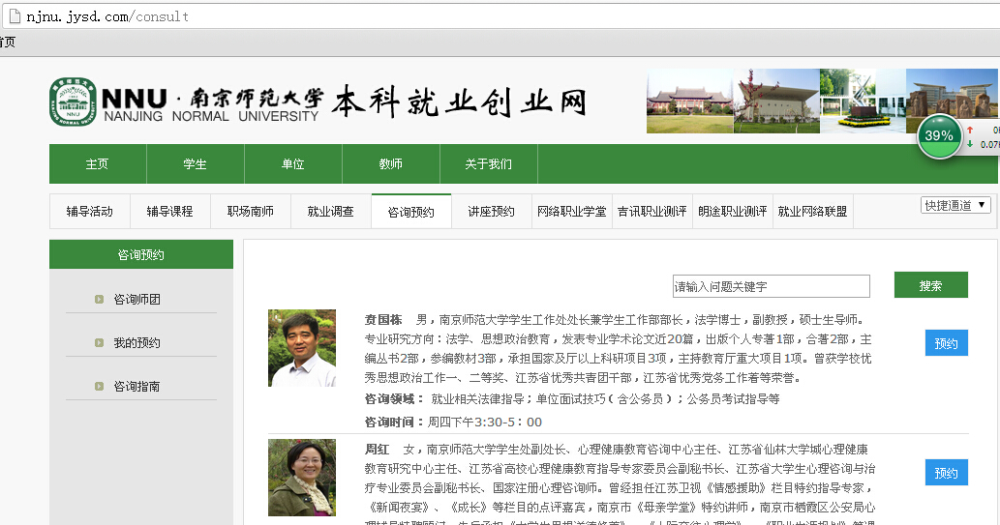 njnu.jysd.com/consult
首页
NNU·南京师范大学 本科就业创业网
NANJING NORMAL UNIVERSITY
39%
0.07
主页 学生 单位 教师 关于我们
辅导活动 辅导课程 职场南师 就业调查 咨询预约 讲座预约 网络职业学堂 吉讯职业测评 朗途职业测评 就业网络联盟 快捷通道
咨询预约
咨询师团
我的预约
咨询指南
请输入问题关键字 搜索
贲国栋 男，南京师范大学学生工作处处长兼学生工作部部长，法学博士，副教授，硕士生导师。
专业研究方向：法学、思想政治教育，发表专业学术论文近20篇，出版个人专著1部，合著2部，主
编丛书2部，参编教材3部，承担国家及厅以上科研项目3项，主持教育厅重大项目1项。曾获学校优
秀思想政治工作一、二等奖、江苏省优秀共青团干部，江苏省优秀党务工作著等荣誉。
咨询领域： 就业相关法律指导；单位面试技巧（含公务员）；公务员考试指导等
咨询时间：周四下午3:30-5：00
预约
周红 女，南京师范大学学生处副处长、心理健康教育咨询中心主任、江苏省仙林大学城心理健康
教育研究中心主任、江苏省高校心理健康教育指导专家委员会副秘书长、江苏省大学生心理咨询与治
疗专业委员会副秘书长、国家注册心理咨询师。曾经担任江苏卫视《情感援助》栏目特约指导专家，
《新闻夜宴》、《成长》等栏目的点评嘉宾，南京市《母亲学堂》特约讲师，南京市栖霞区公安局心
预约